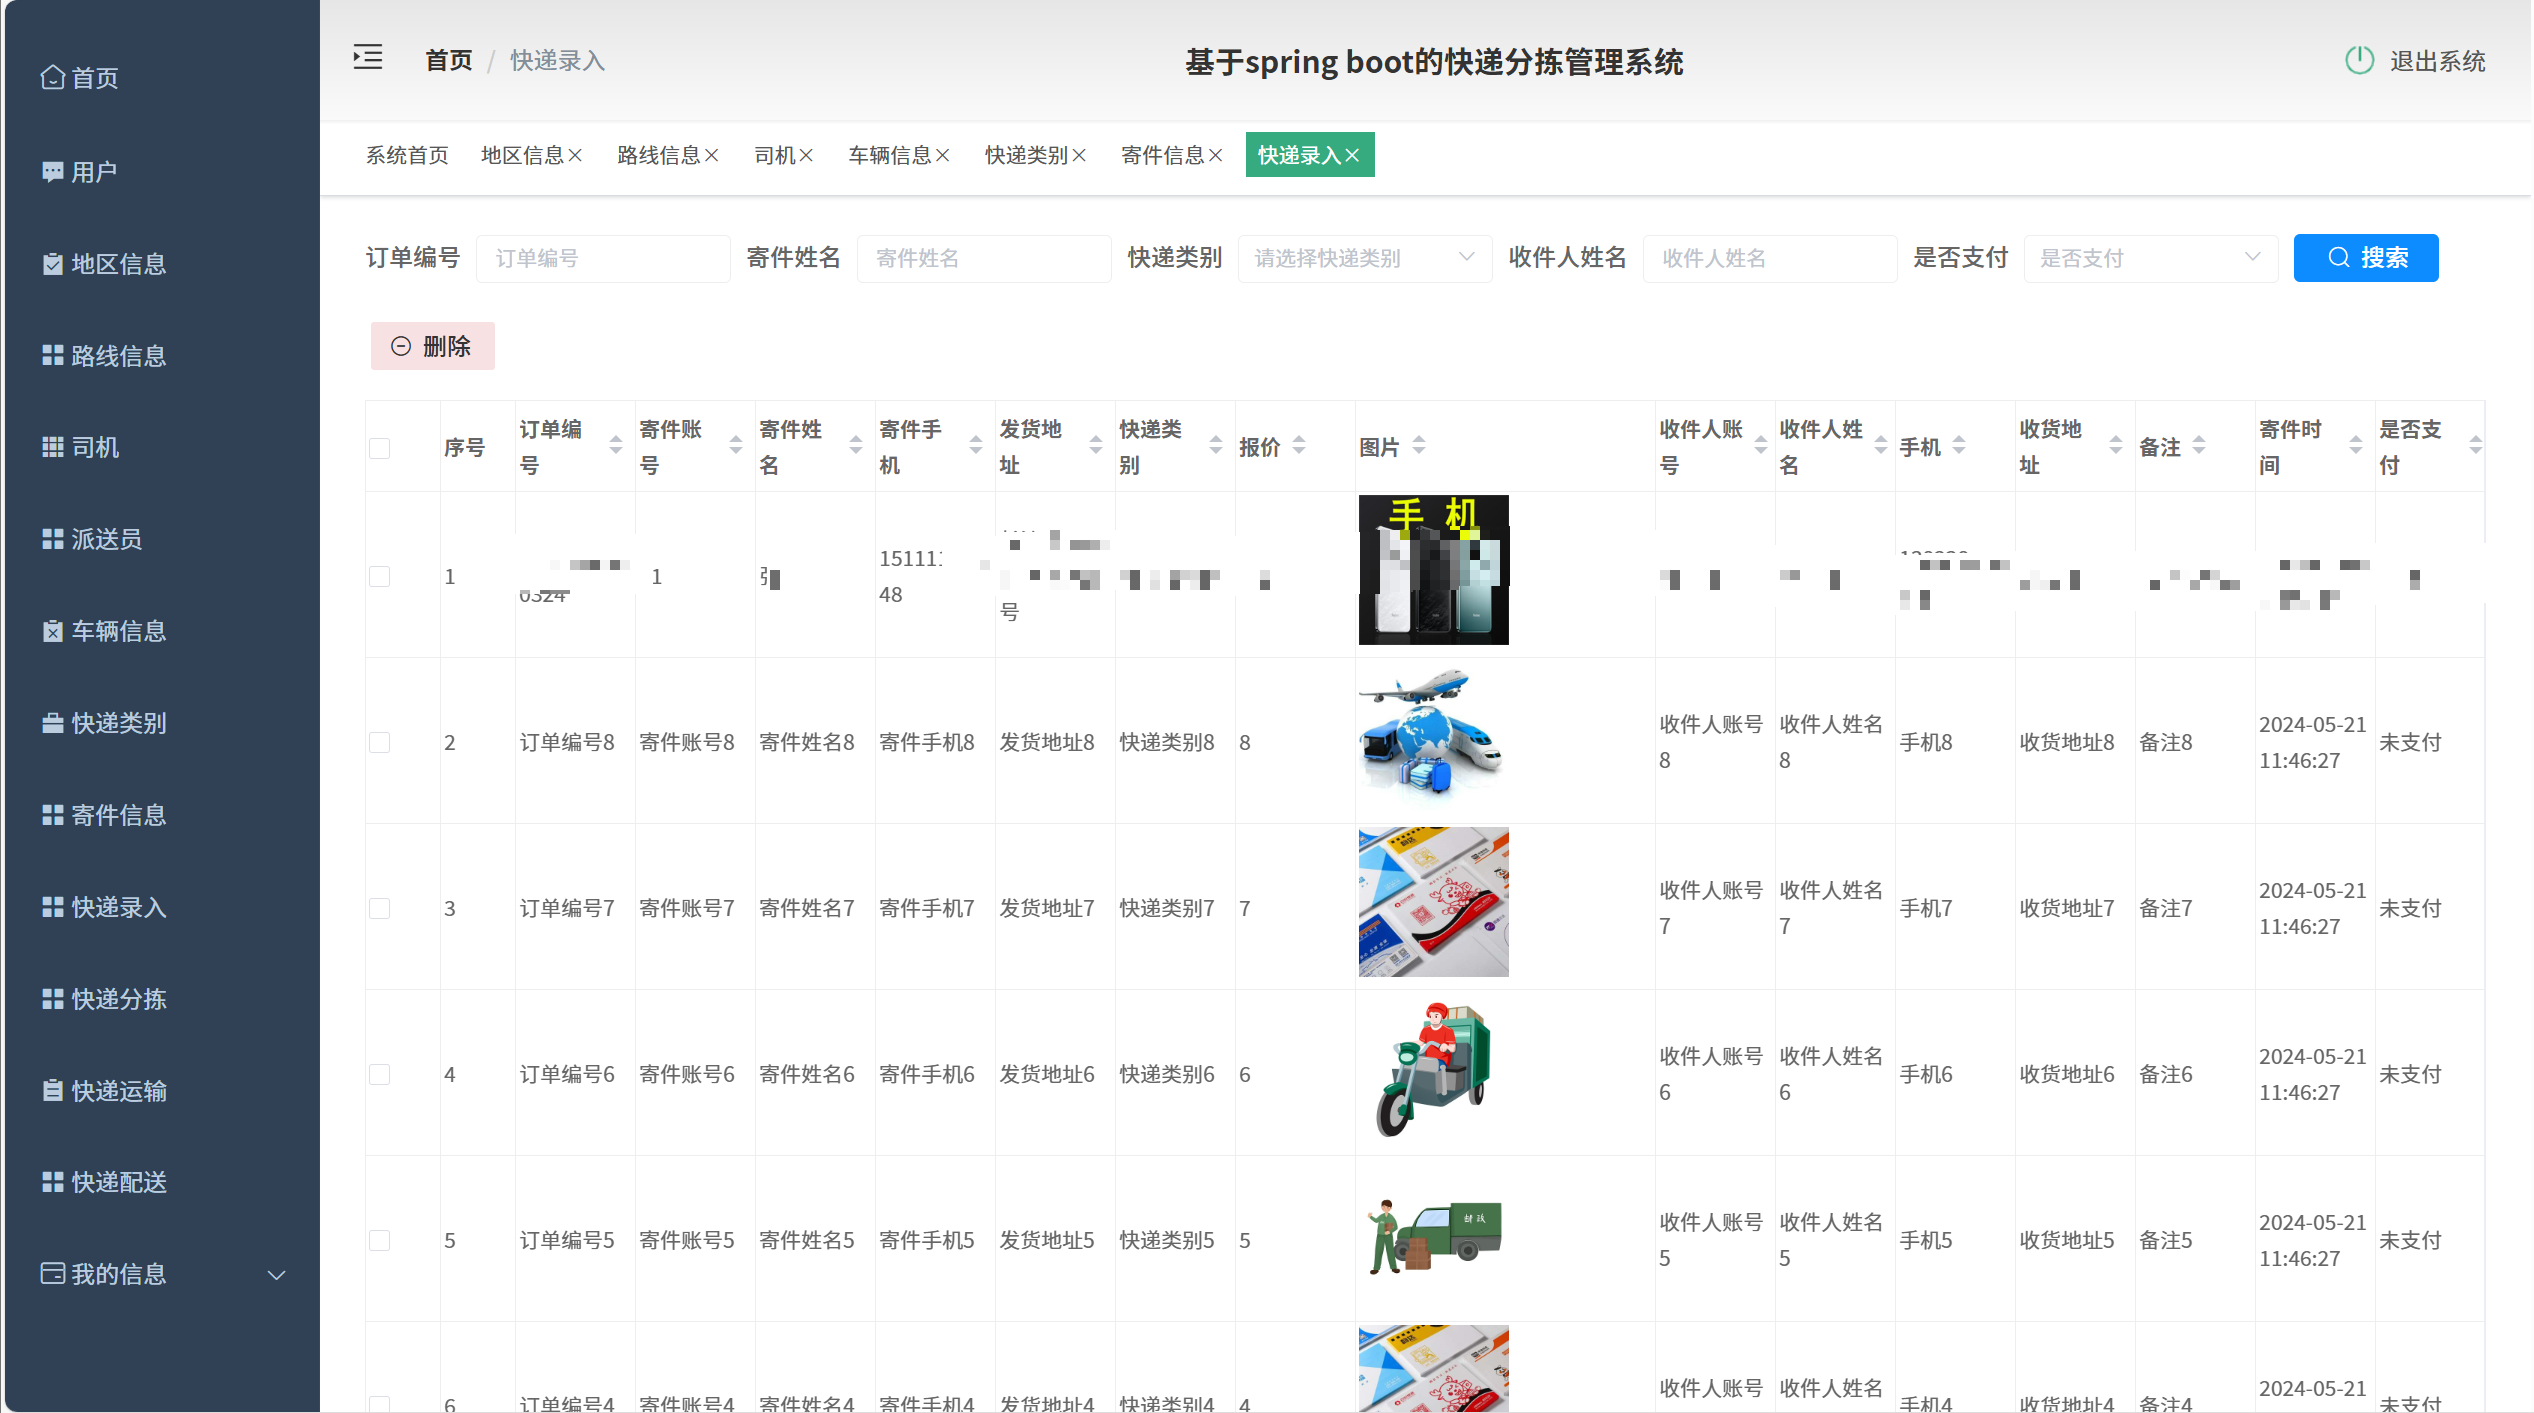 首页 / 快递录入
基于spring boot的快递分拣管理系统
退出系统
首页
用户
地区信息
路线信息
司机
派送员
车辆信息
快递类别
寄件信息
快递录入
快递分拣
快递运输
快递配送
我的信息
系统首页 地区信息 路线信息 司机 车辆信息 快递类别 寄件信息 快递录入
订单编号 订单编号 寄件姓名 寄件姓名 快递类别 请选择快递类别 收件人姓名 收件人姓名 是否支付 是否支付 搜索
删除
序号 订单编号 寄件账号 寄件姓名 寄件手机 发货地址 快递类别 报价 图片 收件人账号 收件人姓名 手机 收货地址 备注 寄件时间 是否支付
1 1 48 号 手机
2 订单编号8 寄件账号8 寄件姓名8 寄件手机8 发货地址8 快递类别8 8 收件人账号8 收件人姓名8 手机8 收货地址8 备注8 2024-05-21 11:46:27 未支付
3 订单编号7 寄件账号7 寄件姓名7 寄件手机7 发货地址7 快递类别7 7 收件人账号7 收件人姓名7 手机7 收货地址7 备注7 2024-05-21 11:46:27 未支付
4 订单编号6 寄件账号6 寄件姓名6 寄件手机6 发货地址6 快递类别6 6 收件人账号6 收件人姓名6 手机6 收货地址6 备注6 2024-05-21 11:46:27 未支付
5 订单编号5 寄件账号5 寄件姓名5 寄件手机5 发货地址5 快递类别5 5 收件人账号5 收件人姓名5 手机5 收货地址5 备注5 2024-05-21 11:46:27 未支付
6 订单编号4 寄件账号4 寄件姓名4 寄件手机4 发货地址4 快递类别4 4 收件人账号 收件人姓名 手机4 收货地址4 备注4 2024-05-21 未支付